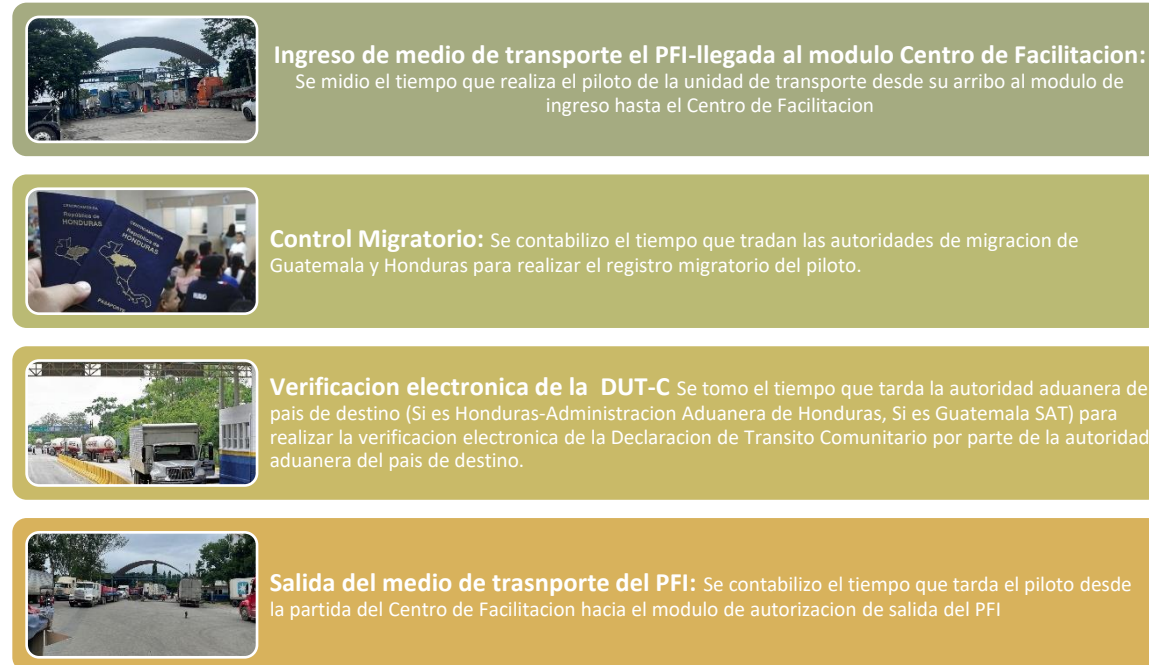 Ingreso de medio de transporte el PFI-llegada al modulo Centro de Facilitacion:
Se midio el tiempo que realiza el piloto de la unidad de transporte desde su arribo al modulo de
ingreso hasta el Centro de Facilitacion
REPÚBLICA DE
HONDURAS
República de
HONDURAS
PASAPORTE
Control Migratorio: Se contabilizo el tiempo que tradan las autoridades de migracion de
Guatemala y Honduras para realizar el registro migratorio del piloto.
Verificacion electronica de la  DUT-C Se tomo el tiempo que tarda la autoridad aduanera de
pais de destino (Si es Honduras-Administracion Aduanera de Honduras, Si es Guatemala SAT) para
realizar la verificacion electronica de la Declaracion de Transito Comunitario por parte de la autoridad
aduanera del pais de destino.
Salida del medio de trasnporte del PFI: Se contabilizo el tiempo que tarda el piloto desde
la partida del Centro de Facilitacion hacia el modulo de autorizacion de salida del PFI